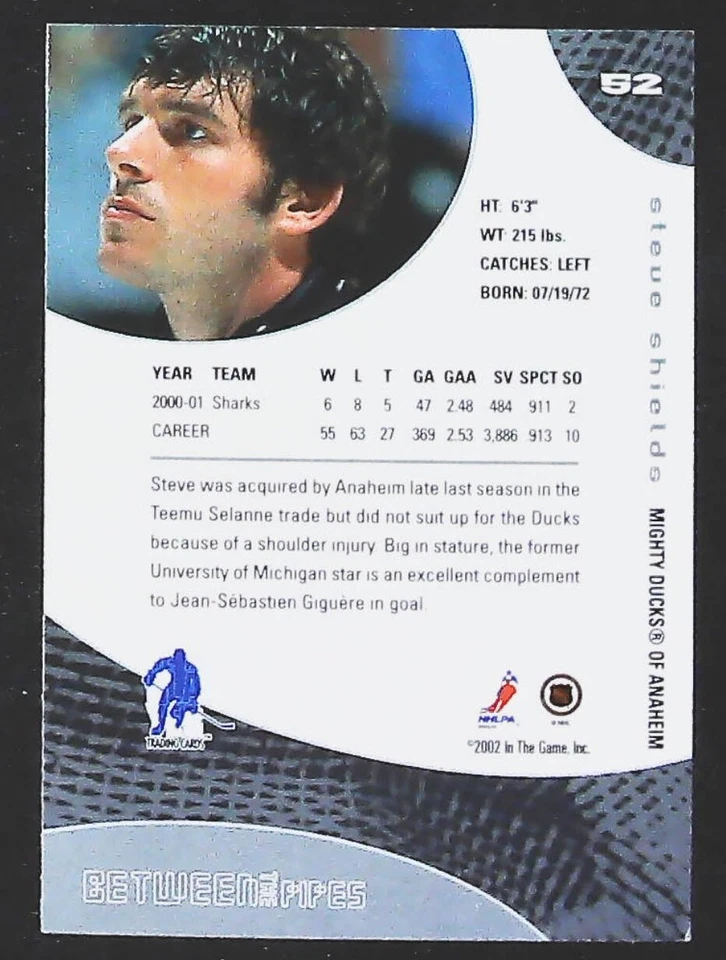 52
HT: 6'3"
WT: 215 lbs.
CATCHES: LEFT
BORN: 07/19/72
steve shields MIGHTY DUCKS® OF ANAHEIM
YEAR TEAM W L T GA GAA SV SPCT SO
2000-01 Sharks 6 8 5 47 2.48 484 911 2
CAREER 55 63 27 369 2.53 3,886 913 10
Steve was acquired by Anaheim late last season in the
Teemu Selanne trade but did not suit up for the Ducks
because of a shoulder injury. Big in stature, the former
University of Michigan star is an excellent complement
to Jean-Sébastien Giguère in goal.
TRADING CARDS
NHLPA
© NHL
©2002 In The Game, Inc.
BETWEEN THE PIPES